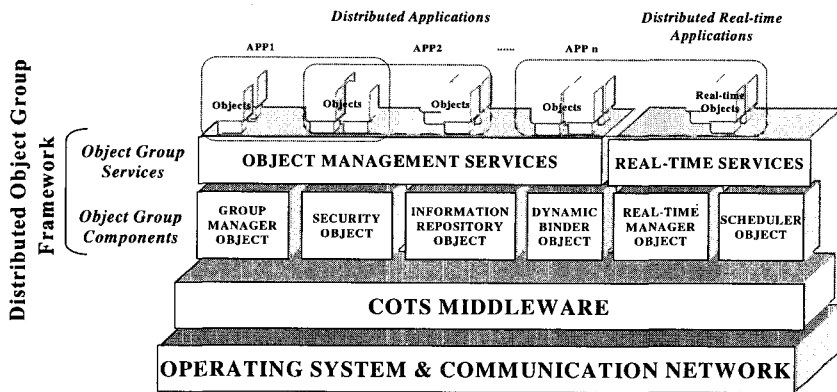 Distributed Applications
Distributed Real-time
Applications
APP1
APP2
......
APP n
Objects
Objects
Objects
Objects
Real-time
Objects
Distributed Object Group
Framework
Object Group
Services
OBJECT MANAGEMENT SERVICES
REAL-TIME SERVICES
Object Group
Components
GROUP
MANAGER
OBJECT
SECURITY
OBJECT
INFORMATION
REPOSITORY
OBJECT
DYNAMIC
BINDER
OBJECT
REAL-TIME
MANAGER
OBJECT
SCHEDULER
OBJECT
COTS MIDDLEWARE
OPERATING SYSTEM & COMMUNICATION NETWORK